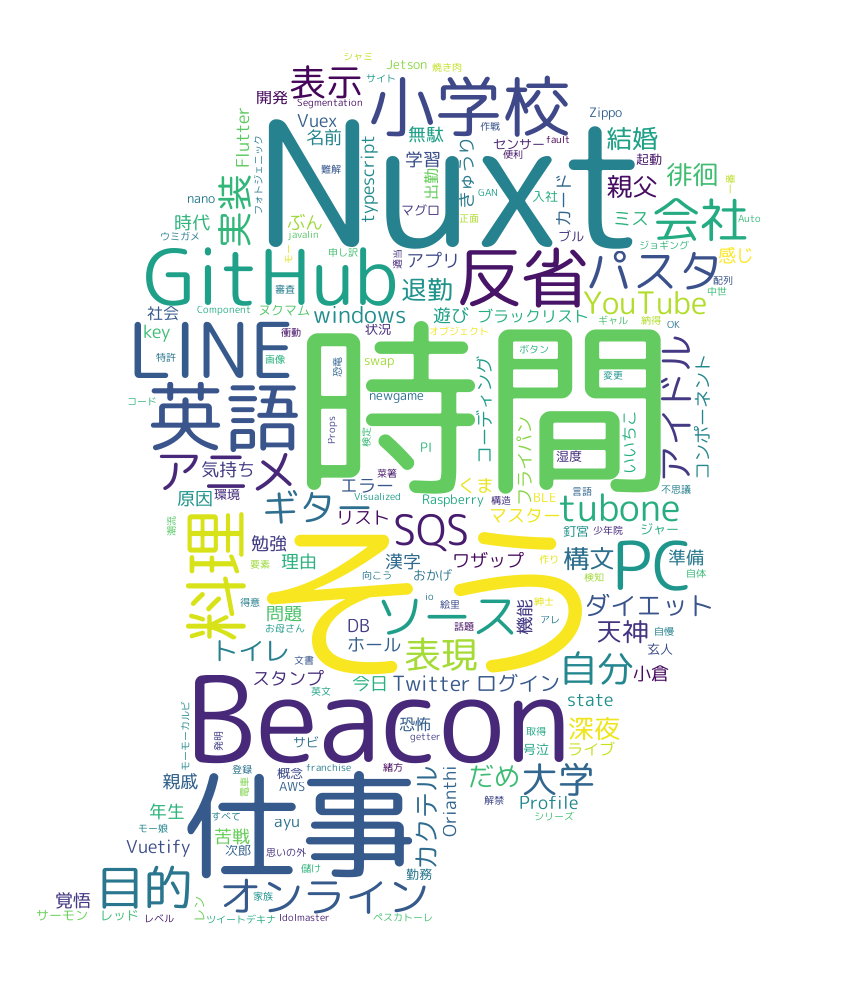 シャミ
Jetson
焼き肉
表示
サイト
小学校
開発
Segmentation
Vuex
Zippo
Flutter
名前
無駄
作戦
センサー
fault
結婚
フォトジェニック
難解
typescript
学習
出勤
きゅうり
便利
起動
Nuxt
実装
nano
マグロ
GAN
入社
カード
親父
徘徊
時代
ぶん
正面
ミス
会社
Auto
ウミガメ
javalin
モー
申し訳
アプリ
ブル
ジョギング
感じ
GitHub
審査
退勤
反省
パスタ
配列
中世
社会
Component
ヌクマム
windows
遊び
ブラックリスト
YouTube
key
衝動
状況
オブジェクト
ギャル
納得
OK
LINE
特許
画像
恐竜
swap
ボタン
アイドル
コンポーネント
コード
英語
時間
newgame
コーディング
変更
Props
検定
PI
フライパン
いいちこ
湿度
アニメ
気持ち
菜箸
エラー
くま
言語
不思議
原因
環境
ギター
Visualized
Raspberry
構造
BLE
tubone
料理
リスト
SQS
マスター
釘宮
少年院
ジャー
勉強
漢字
ワザップ
作り
構文
PC
準備
要素
理由
そう
向こう
おかげ
検知
自体
得意
問題
io
絵里
紳士
ダイエット
お母さん
DB
ソース
機能
アレ
天神
自慢
トイレ
文書
ホール
話題
表現
玄人
スタンプ
今日
Twitter
ログイン
自分
小倉
英文
state
モーモーカルビ
発明
サビ
Beacon
恐怖
getter
取得
号泣
深夜
ライブ
親戚
登録
概念
franchise
緒方
だめ
大学
仕事
AWS
カクテル
Orianthi
解禁
Profile
年生
すべて
ayu
シリーズ
モー娘
苦戦
Vuetify
次郎
思いの外
目的
儲け
勤務
覚悟
オンライン
家族
サーモン
レッド
レベル
レン
ツイートデキナ
Idolmaster
ペスカトーレ